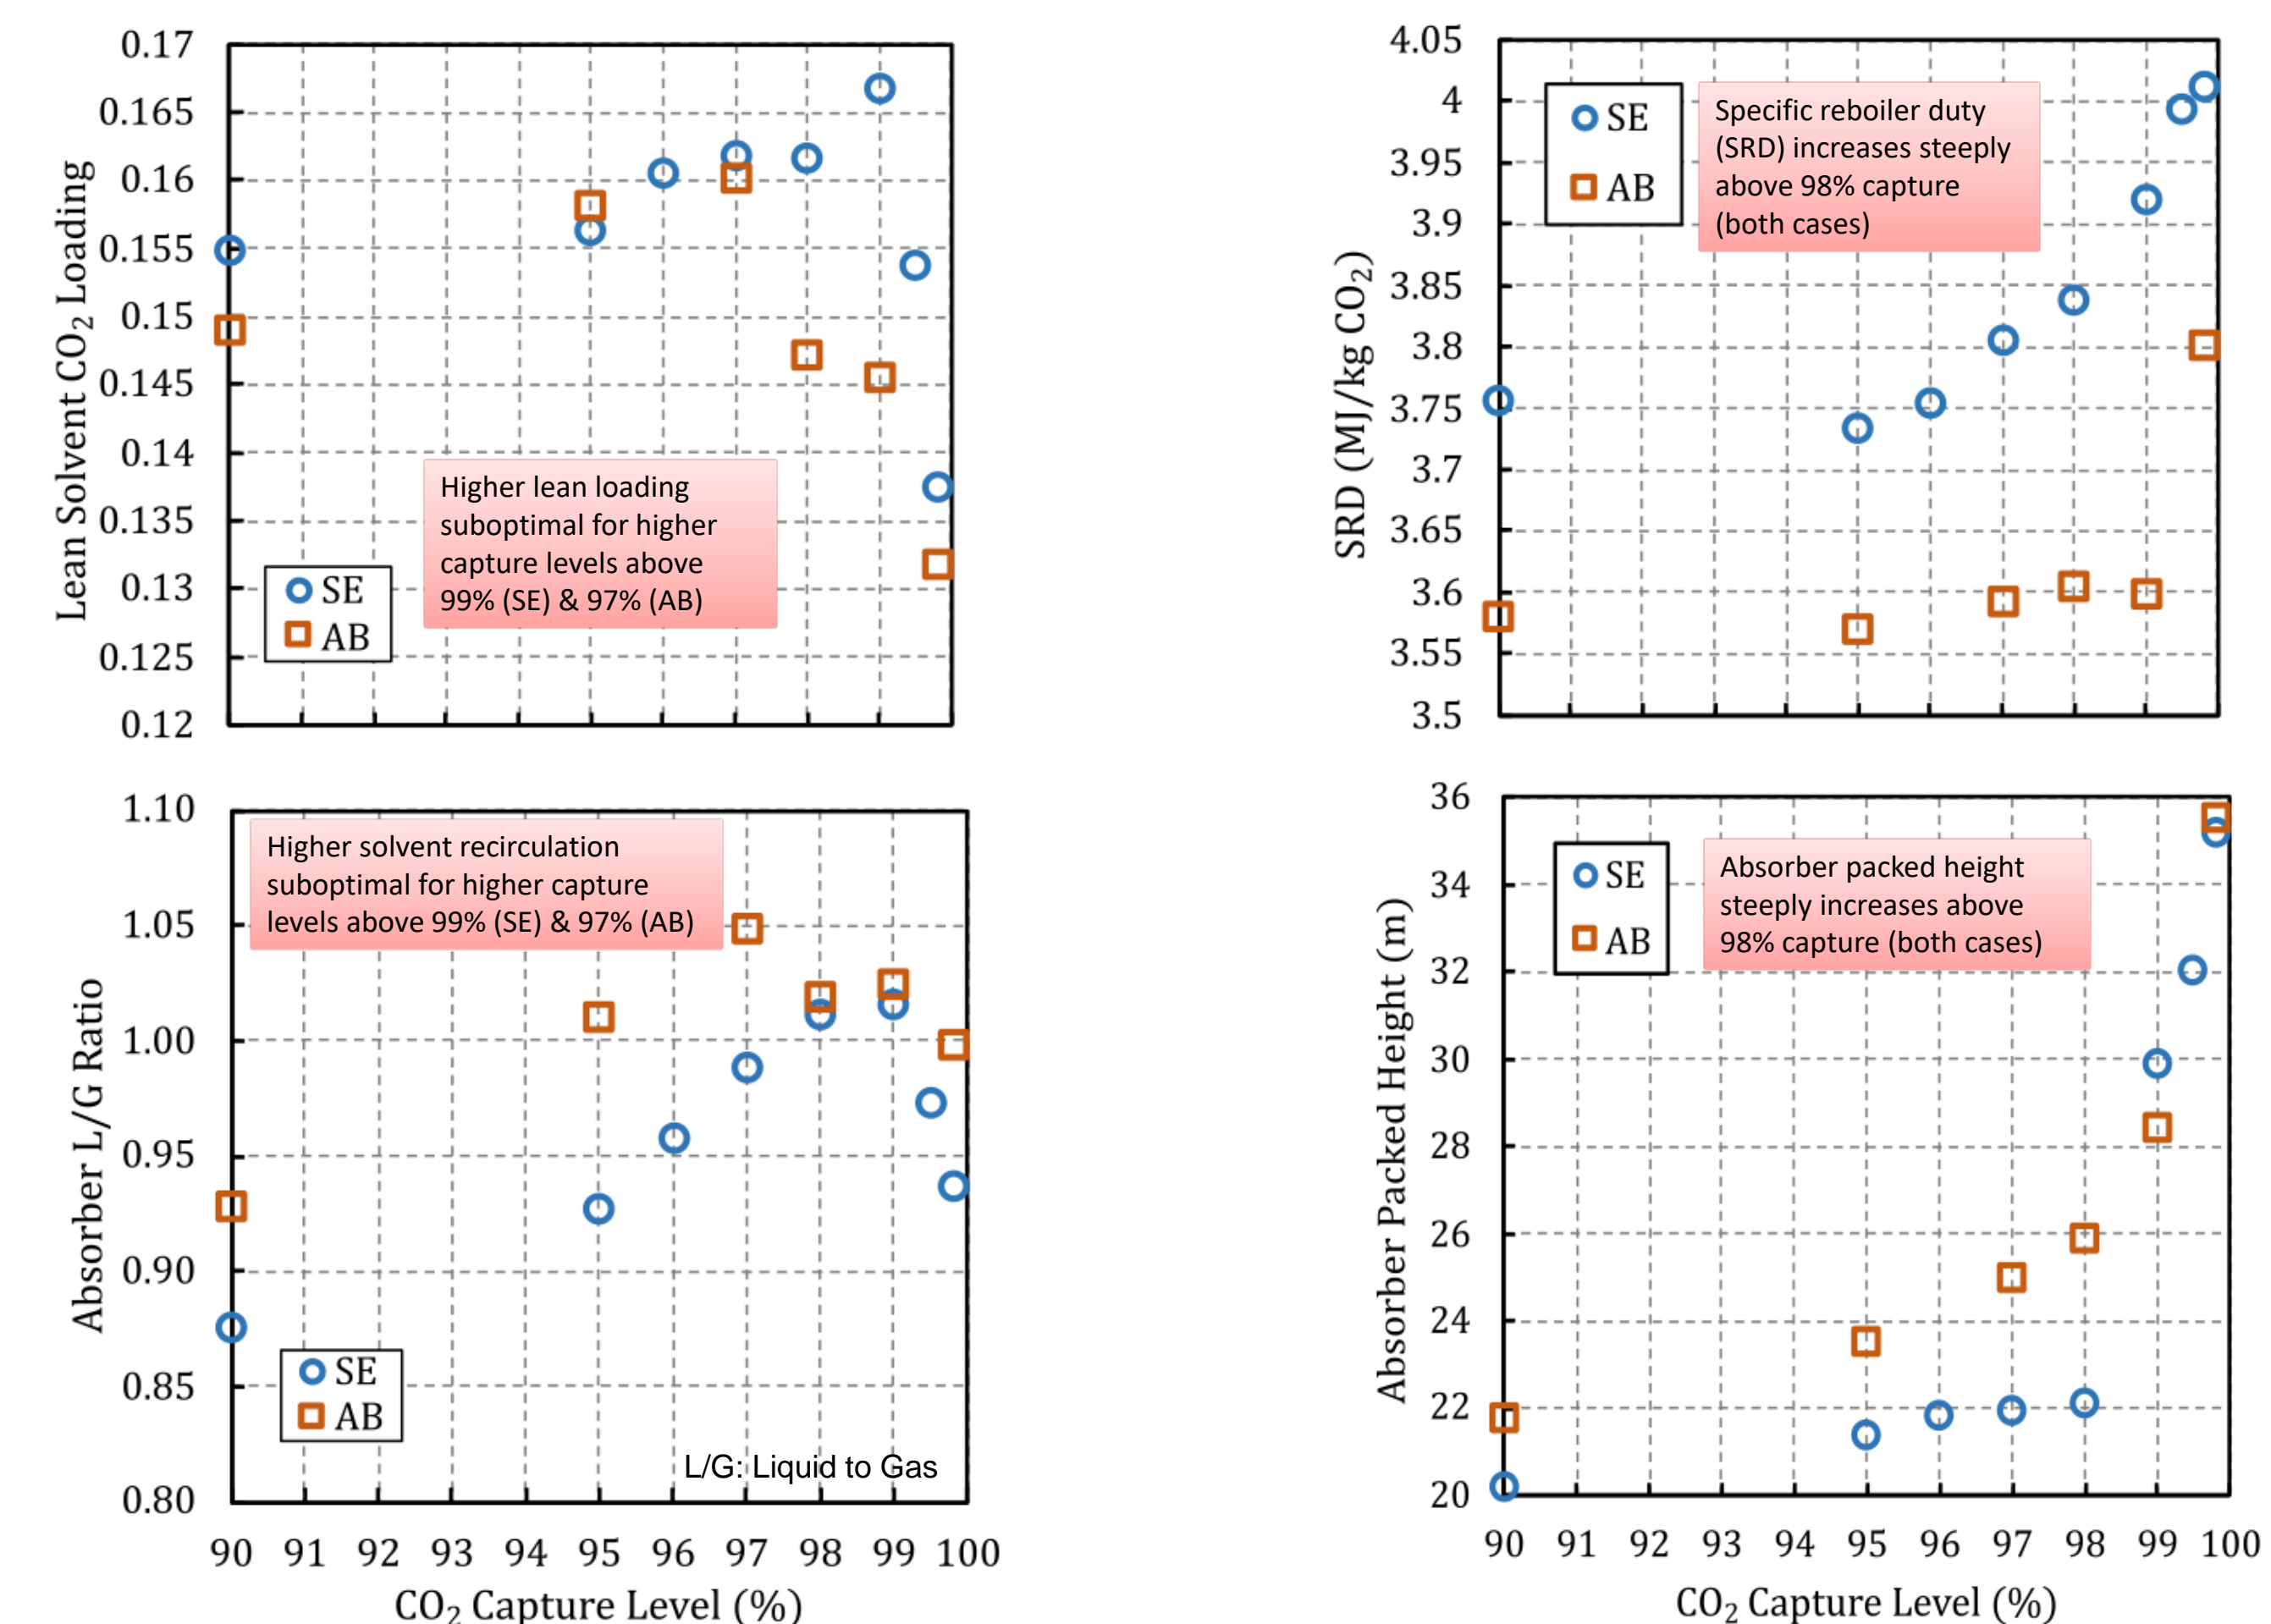 0.17
0.165
0.16
0.155
0.15
0.145
0.14
0.135
0.13
0.125
0.12
Lean Solvent CO₂ Loading
Higher lean loading
suboptimal for higher
capture levels above
99% (SE) & 97% (AB)
SE
AB
4.05
4
3.95
3.9
3.85
3.8
3.75
3.7
3.65
3.6
3.55
3.5
SRD (MJ/kg CO₂)
SE
AB
Specific reboiler duty
(SRD) increases steeply
above 98% capture
(both cases)
1.10
1.05
1.00
0.95
0.90
0.85
0.80
Absorber L/G Ratio
Higher solvent recirculation
suboptimal for higher capture
levels above 99% (SE) & 97% (AB)
SE
AB
L/G: Liquid to Gas
90 91 92 93 94 95 96 97 98 99 100
CO₂ Capture Level (%)
36
34
32
30
28
26
24
22
20
Absorber Packed Height (m)
SE
AB
Absorber packed height
steeply increases above
98% capture (both cases)
90 91 92 93 94 95 96 97 98 99 100
CO₂ Capture Level (%)